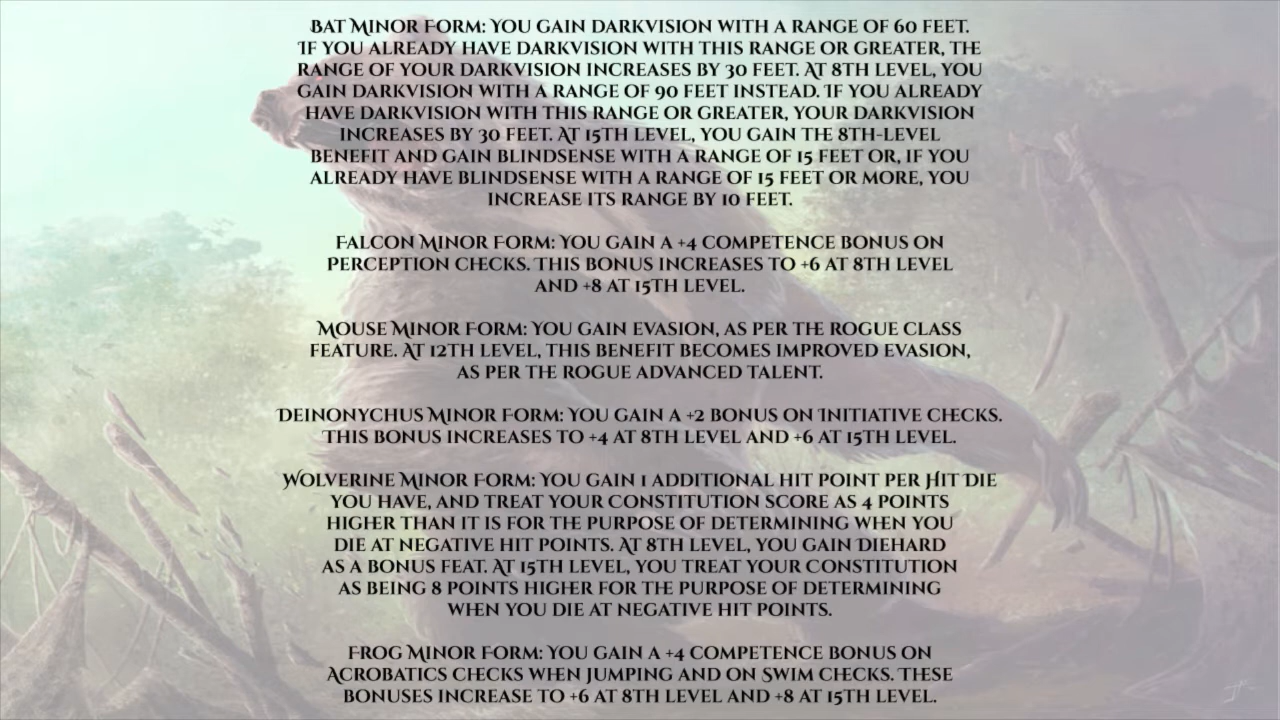 Bat Minor Form: You gain darkvision with a range of 60 feet.
If you already have darkvision with this range or greater, the
range of your darkvision increases by 30 feet. At 8th level, you
gain darkvision with a range of 90 feet instead. If you already
have darkvision with this range or greater, your darkvision
increases by 30 feet. At 15th level, you gain the 8th-level
benefit and gain blindsense with a range of 15 feet or, if you
already have blindsense with a range of 15 feet or more, you
increase its range by 10 feet.
Falcon Minor Form: You gain a +4 competence bonus on
Perception checks. This bonus increases to +6 at 8th level
and +8 at 15th level.
Mouse Minor Form: You gain evasion, as per the rogue class
feature. At 12th level, this benefit becomes improved evasion,
as per the rogue advanced talent.
Deinonychus Minor Form: You gain a +2 bonus on Initiative checks.
This bonus increases to +4 at 8th level and +6 at 15th level.
Wolverine Minor Form: You gain 1 additional hit point per Hit Die
you have, and treat your Constitution score as 4 points
higher than it is for the purpose of determining when you
die at negative hit points. At 8th level, you gain Diehard
as a bonus feat. At 15th level, you treat your Constitution
as being 8 points higher for the purpose of determining
when you die at negative hit points.
Frog Minor Form: You gain a +4 competence bonus on
Acrobatics checks when jumping and on Swim checks. These
bonuses increase to +6 at 8th level and +8 at 15th level.